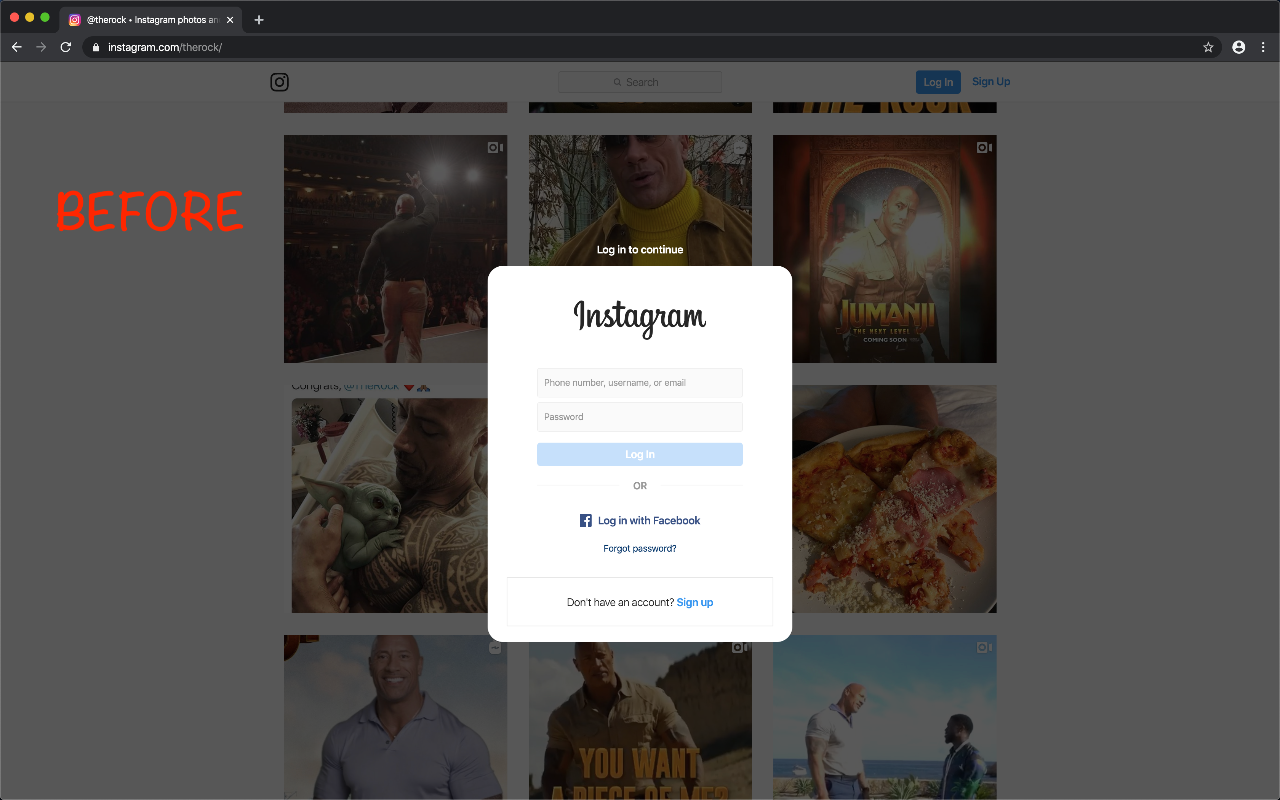 @therock • Instagram photos an
instagram.com/therock/
Search
Log In
Sign Up
THE ROCK
BEFORE
Log in to continue
JUMANJI
THE NEXT LEVEL
COMING SOON
Instagram
Phone number, username, or email
Congrats, @TheRock
Password
Log In
OR
Log in with Facebook
Forgot password?
Don't have an account? Sign up
YOU WANT
A PIECE OF ME?